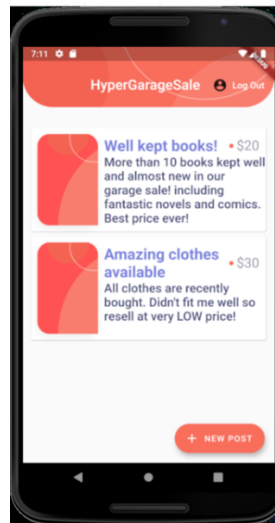 7:11
HyperGarageSale
Log Out
Well kept books!
• $20
More than 10 books kept well
and almost new in our
garage sale! including
fantastic novels and comics.
Best price ever!
Amazing clothes
available
• $30
All clothes are recently
bought. Didn't fit me well so
resell at very LOW price!
+ NEW POST